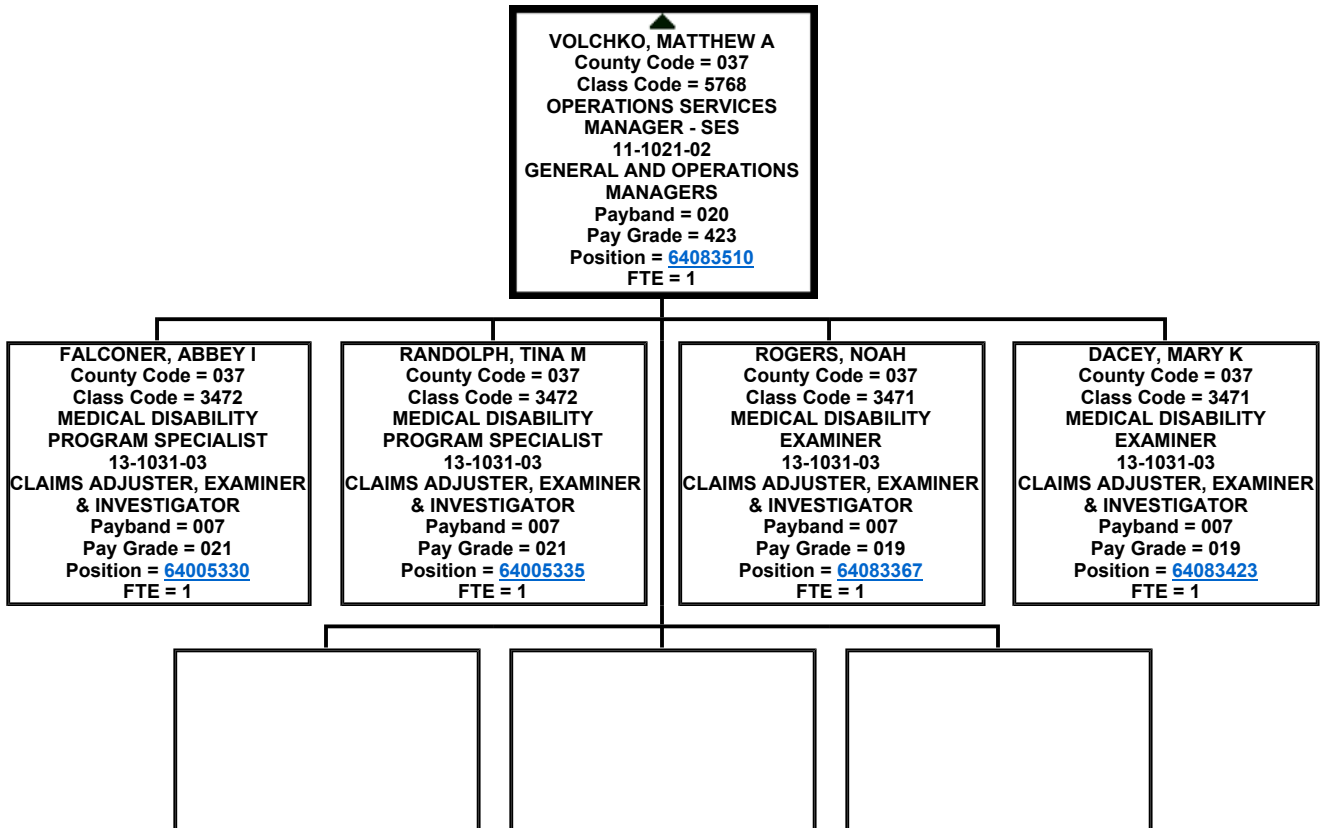 VOLCHKO, MATTHEW A
County Code = 037
Class Code = 5768
OPERATIONS SERVICES
MANAGER - SES
11-1021-02
GENERAL AND OPERATIONS
MANAGERS
Payband = 020
Pay Grade = 423
Position = 64083510
FTE = 1
FALCONER, ABBEY I
County Code = 037
Class Code = 3472
MEDICAL DISABILITY
PROGRAM SPECIALIST
13-1031-03
CLAIMS ADJUSTER, EXAMINER
& INVESTIGATOR
Payband = 007
Pay Grade = 021
Position = 64005330
FTE = 1
RANDOLPH, TINA M
County Code = 037
Class Code = 3472
MEDICAL DISABILITY
PROGRAM SPECIALIST
13-1031-03
CLAIMS ADJUSTER, EXAMINER
& INVESTIGATOR
Payband = 007
Pay Grade = 021
Position = 64005335
FTE = 1
ROGERS, NOAH
County Code = 037
Class Code = 3471
MEDICAL DISABILITY
EXAMINER
13-1031-03
CLAIMS ADJUSTER, EXAMINER
& INVESTIGATOR
Payband = 007
Pay Grade = 019
Position = 64083367
FTE = 1
DACEY, MARY K
County Code = 037
Class Code = 3471
MEDICAL DISABILITY
EXAMINER
13-1031-03
CLAIMS ADJUSTER, EXAMINER
& INVESTIGATOR
Payband = 007
Pay Grade = 019
Position = 64083423
FTE = 1